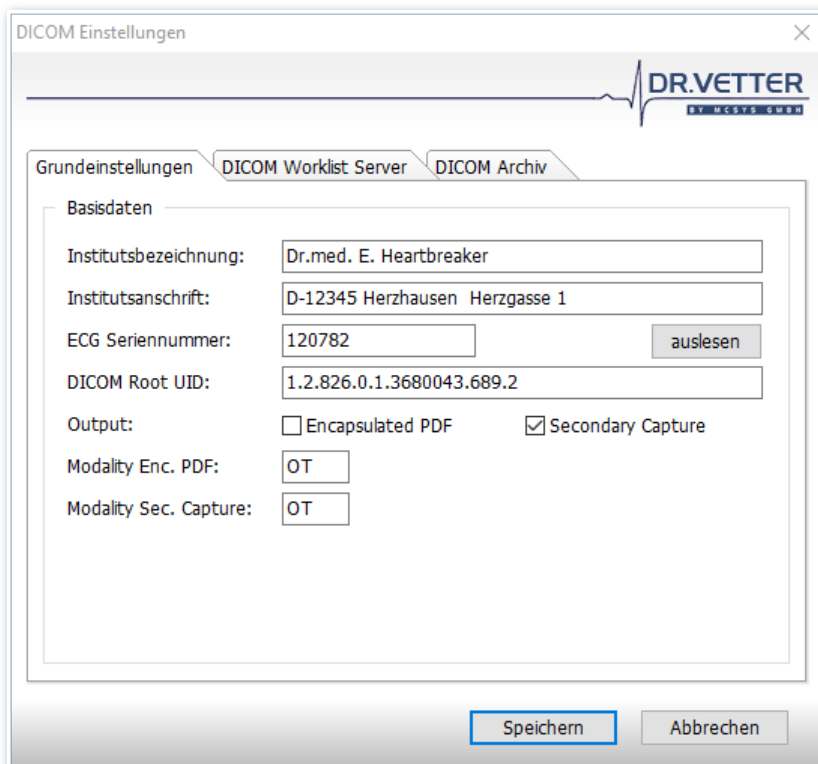 DICOM Einstellungen
DR.VETTER
BY MCSYS GMBH
Grundeinstellungen DICOM Worklist Server DICOM Archiv
Basisdaten
Institutsbezeichnung: Dr.med. E. Heartbreaker
Institutsanschrift: D-12345 Herzhausen  Herzgasse 1
ECG Seriennummer: 120782 auslesen
DICOM Root UID: 1.2.826.0.1.3680043.689.2
Output: Encapsulated PDF Secondary Capture
Modality Enc. PDF: OT
Modality Sec. Capture: OT
Speichern Abbrechen